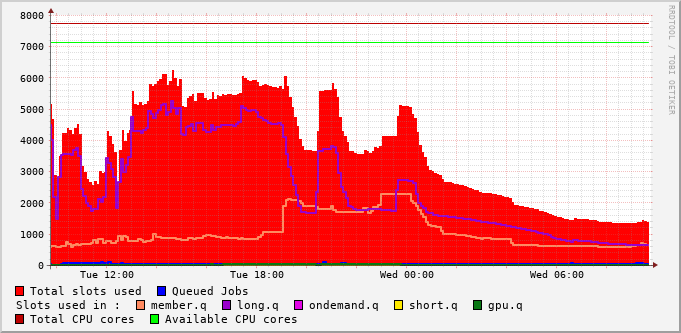 8000
7000
6000
5000
4000
3000
2000
1000
0
Tue 12:00 Tue 18:00 Wed 00:00 Wed 06:00
RRDTOOL / TOBI OETIKER
Total slots used Queued Jobs
Slots used in : member.q long.q ondemand.q short.q gpu.q
Total CPU cores Available CPU cores